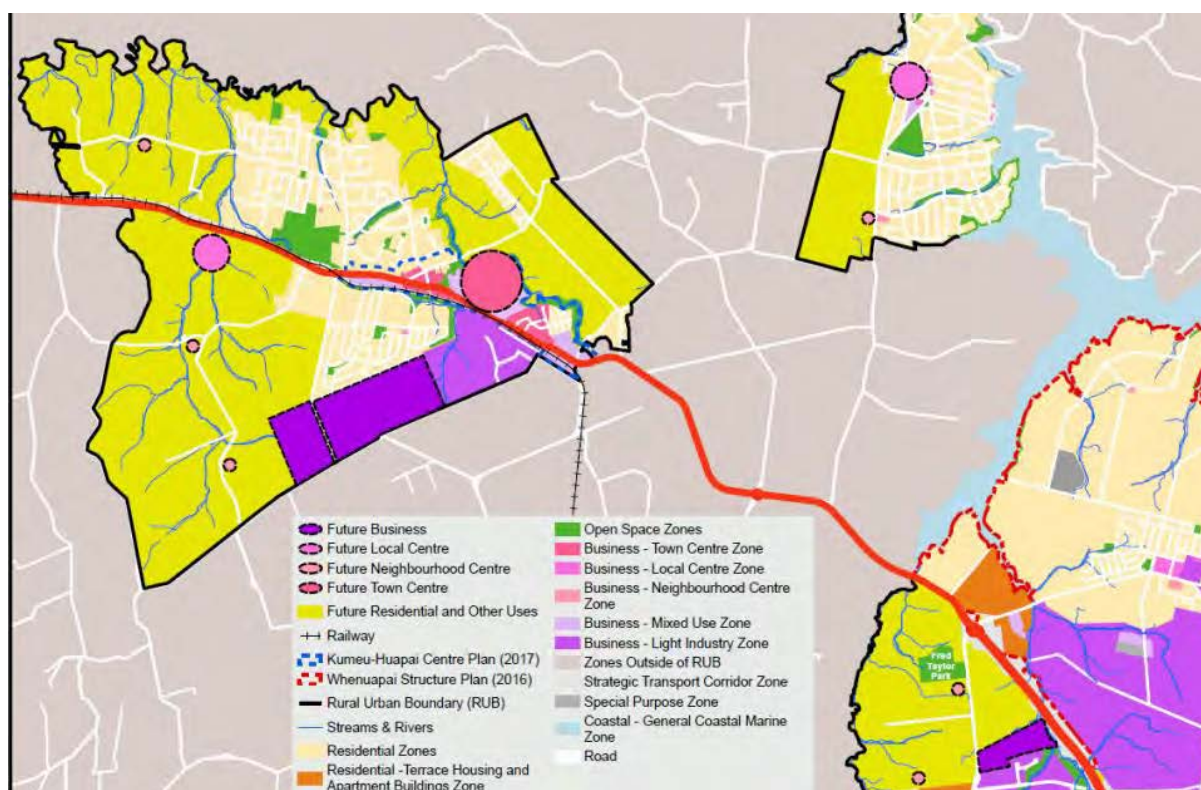 Fred
Taylor
Park
Future Business
Future Local Centre
Future Neighbourhood Centre
Future Town Centre
Future Residential and Other Uses
Railway
Kumeu-Huapai Centre Plan (2017)
Whenuapai Structure Plan (2016)
Rural Urban Boundary (RUB)
Streams & Rivers
Residential Zones
Residential -Terrace Housing and
Apartment Buildings Zone
Open Space Zones
Business - Town Centre Zone
Business - Local Centre Zone
Business - Neighbourhood Centre
Zone
Business - Mixed Use Zone
Business - Light Industry Zone
Zones Outside of RUB
Strategic Transport Corridor Zone
Special Purpose Zone
Coastal - General Coastal Marine
Zone
Road